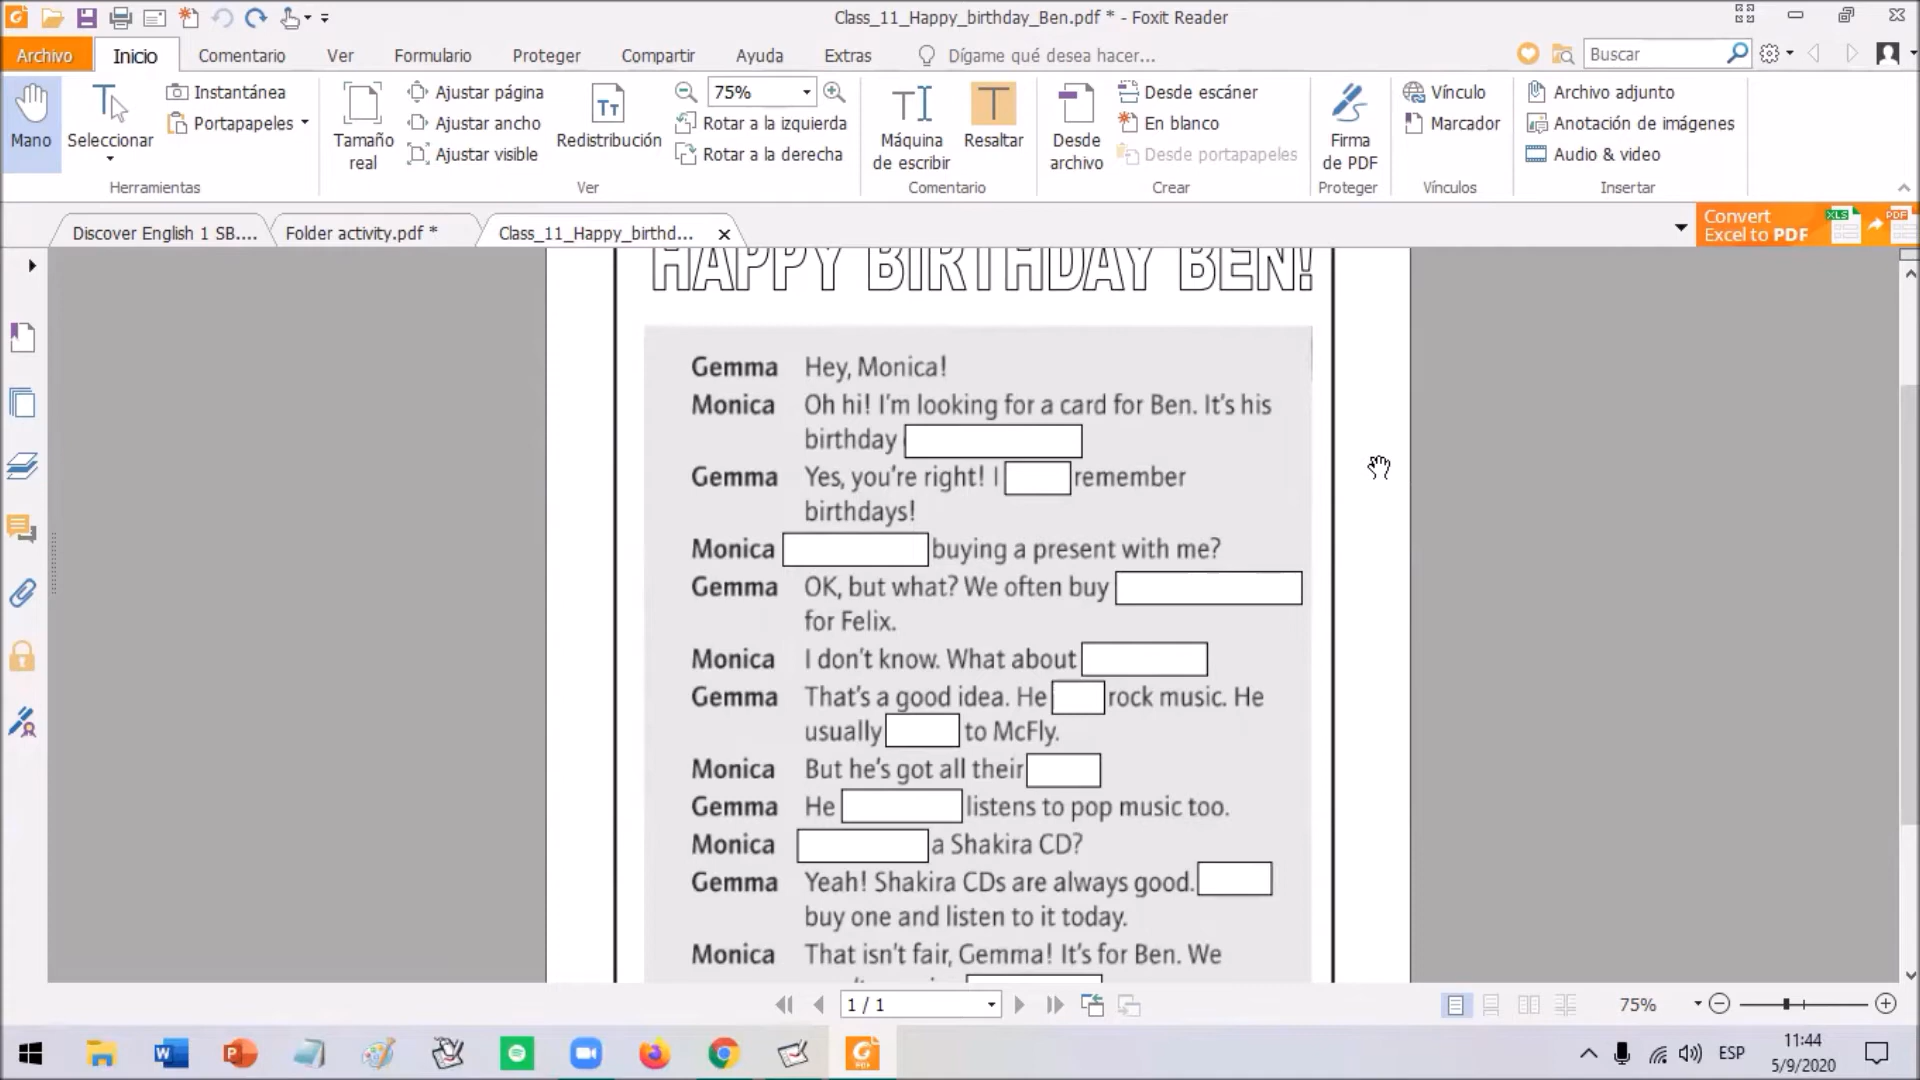 Class_11_Happy_birthday_Ben.pdf * - Foxit Reader
Archivo Inicio Comentario Ver Formulario Proteger Compartir Ayuda Extras Dígame qué desea hacer... Buscar
Mano
Seleccionar
Instantánea
Portapapeles
Herramientas
Tamaño real
Ajustar página
Ajustar ancho
Ajustar visible
Redistribución
75%
Rotar a la izquierda
Rotar a la derecha
Ver
Máquina de escribir
Resaltar
Comentario
Desde archivo
Desde escáner
En blanco
Desde portapapeles
Crear
Firma de PDF
Proteger
Vínculo
Marcador
Vínculos
Archivo adjunto
Anotación de imágenes
Audio & video
Insertar
Discover English 1 SB.... Folder activity.pdf * Class_11_Happy_birthd...
Convert
Excel to PDF
XLS PDF
HAPPY BIRTHDAY BEN!
Gemma Hey, Monica!
Monica Oh hi! I'm looking for a card for Ben. It's his
birthday
Gemma Yes, you're right! I remember
birthdays!
Monica buying a present with me?
Gemma OK, but what? We often buy
for Felix.
Monica I don't know. What about
Gemma That's a good idea. He rock music. He
usually to McFly.
Monica But he's got all their
Gemma He listens to pop music too.
Monica a Shakira CD?
Gemma Yeah! Shakira CDs are always good.
buy one and listen to it today.
Monica That isn't fair, Gemma! It's for Ben. We
1 / 1
75%
ESP
11:44
5/9/2020